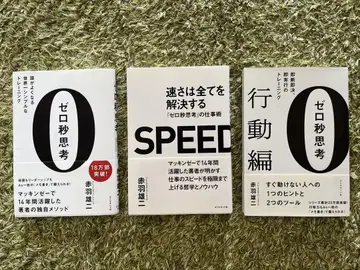 頭がよくなる
世界一シンプルな
トレーニング
0
ゼロ秒思考
16万部
突破!
赤羽雄二
マッキンゼーで
14年間活躍した
著者の独自メソッド
速さは全てを
解決する
『ゼロ秒思考』の仕事術
SPEED
マッキンゼーで14年間
活躍した著者が明かす
仕事のスピードを極限まで
上げる哲学とノウハウ
赤羽雄二
即断即決、
即実行の
トレーニング
0
ゼロ秒思考
行動編
赤羽雄二
すぐ動けない人への
1つのヒントと
2つのツール